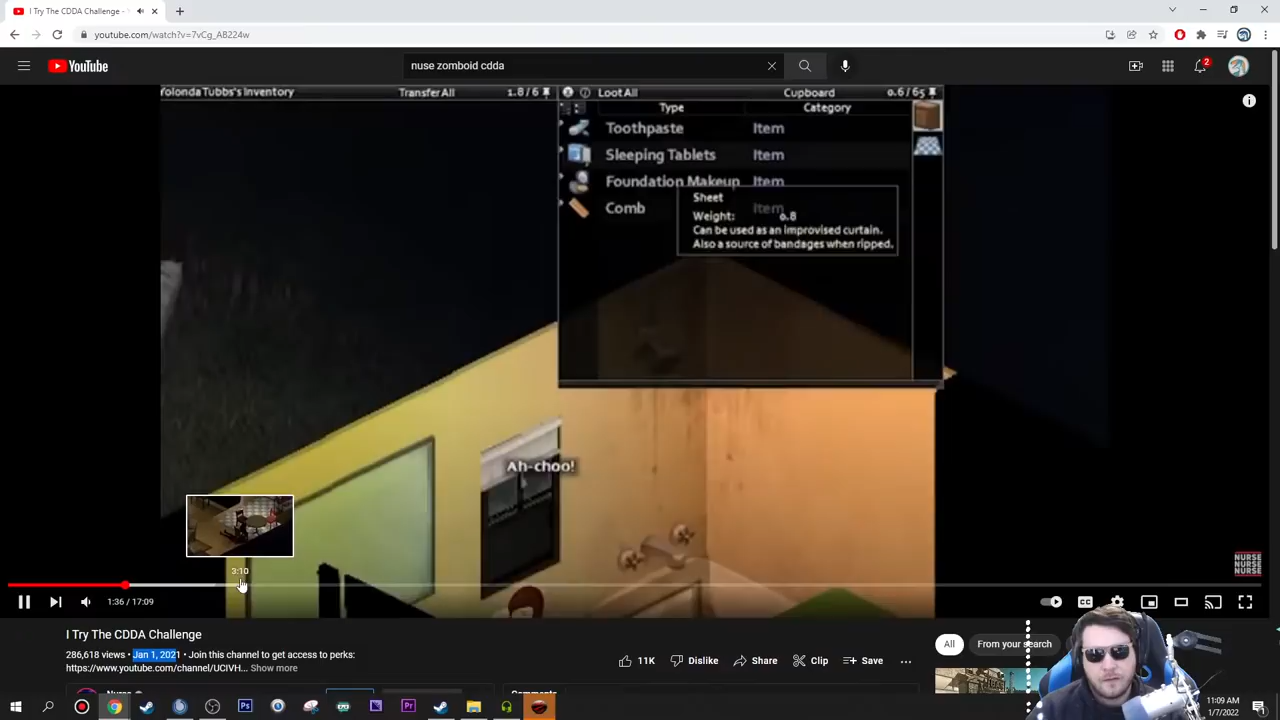 I Try The CDDA Challenge -
youtube.com/watch?v=7vCg_AB224w
YouTube
nuse zomboid cdda
2
Yolonda Tubbs's Inventory Transfer All 1.8/6 Loot All Cupboard 0.6/65
Type Category
Toothpaste Item
Sleeping Tablets Item
Foundation Makeup Item
Comb Item
Sheet
Weight: 0.8
Can be used as an improvised curtain.
Also a source of bandages when ripped.
Ah-choo!
3:10
NURSE
NURSE
NURSE
1:36 / 17:09
CC
I Try The CDDA Challenge
286,618 views • Jan 1, 2021 • Join this channel to get access to perks:
https://www.youtube.com/channel/UCIVH... Show more
11K Dislike Share Clip Save
All From your search
11:09 AM
1/7/2022